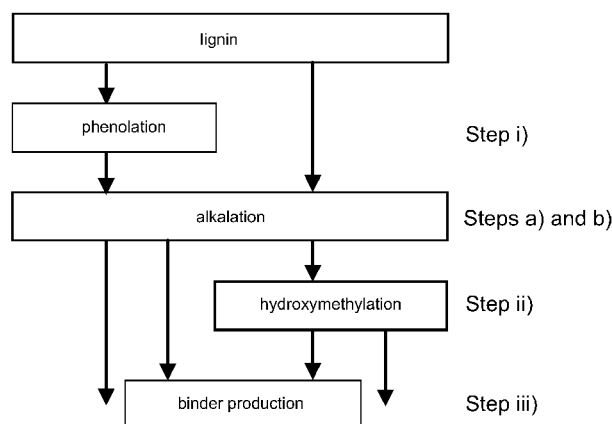 lignin
phenolation
Step i)
alkalation
Steps a) and b)
hydroxymethylation
Step ii)
binder production
Step iii)